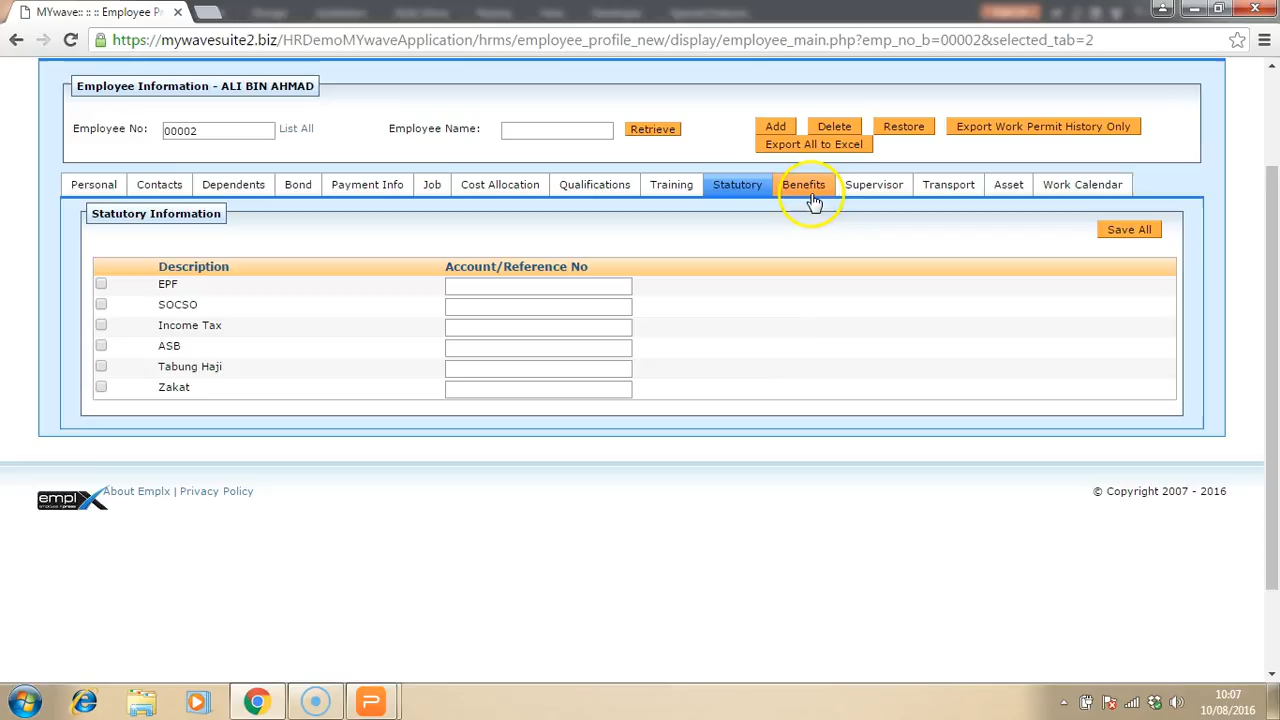 MYwave:: :: :: Employee P
https://mywavesuite2.biz/HRDemoMYwaveApplication/hrms/employee_profile_new/display/employee_main.php?emp_no_b=00002&selected_tab=2
Employee Information - ALI BIN AHMAD
Employee No: 00002 List All Employee Name: Retrieve Add Delete Restore Export Work Permit History Only
Export All to Excel
Personal Contacts Dependents Bond Payment Info Job Cost Allocation Qualifications Training Statutory Benefits Supervisor Transport Asset Work Calendar
Statutory Information
Save All
Description Account/Reference No
EPF
SOCSO
Income Tax
ASB
Tabung Haji
Zakat
emplX About Emplx | Privacy Policy © Copyright 2007 - 2016
10:07
10/08/2016